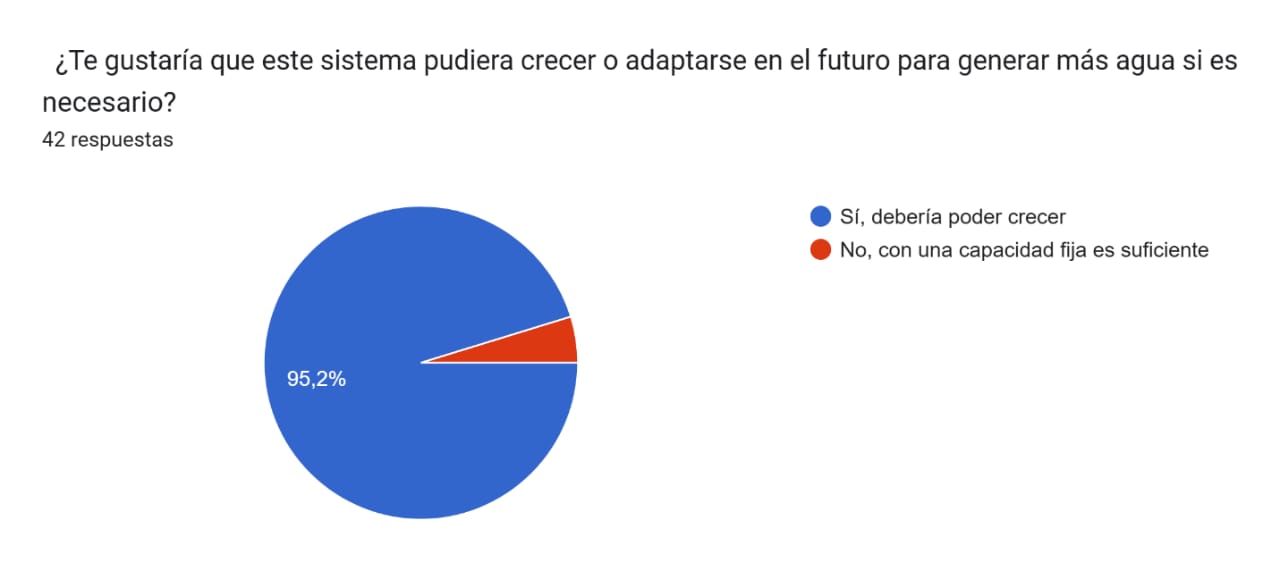 ¿Te gustaría que este sistema pudiera crecer o adaptarse en el futuro para generar más agua si es
necesario?
42 respuestas
Sí, debería poder crecer
No, con una capacidad fija es suficiente
95,2%